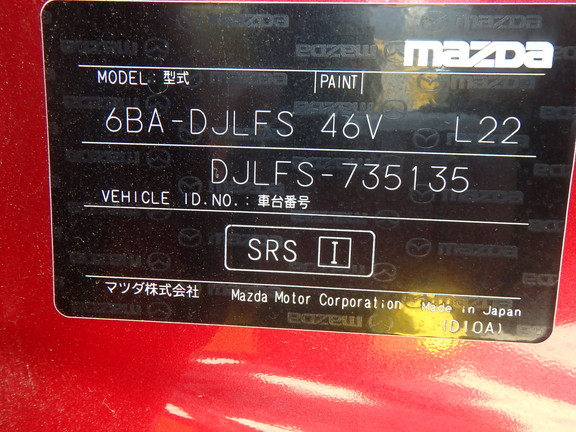 mazda
MODEL: 型式 PAINT
6BA-DJLFS 46V L22
DJLFS-735135
VEHICLE ID.NO.: 車台番号
SRS I
マツダ株式会社 Mazda Motor Corporation Made in Japan
(D10A)